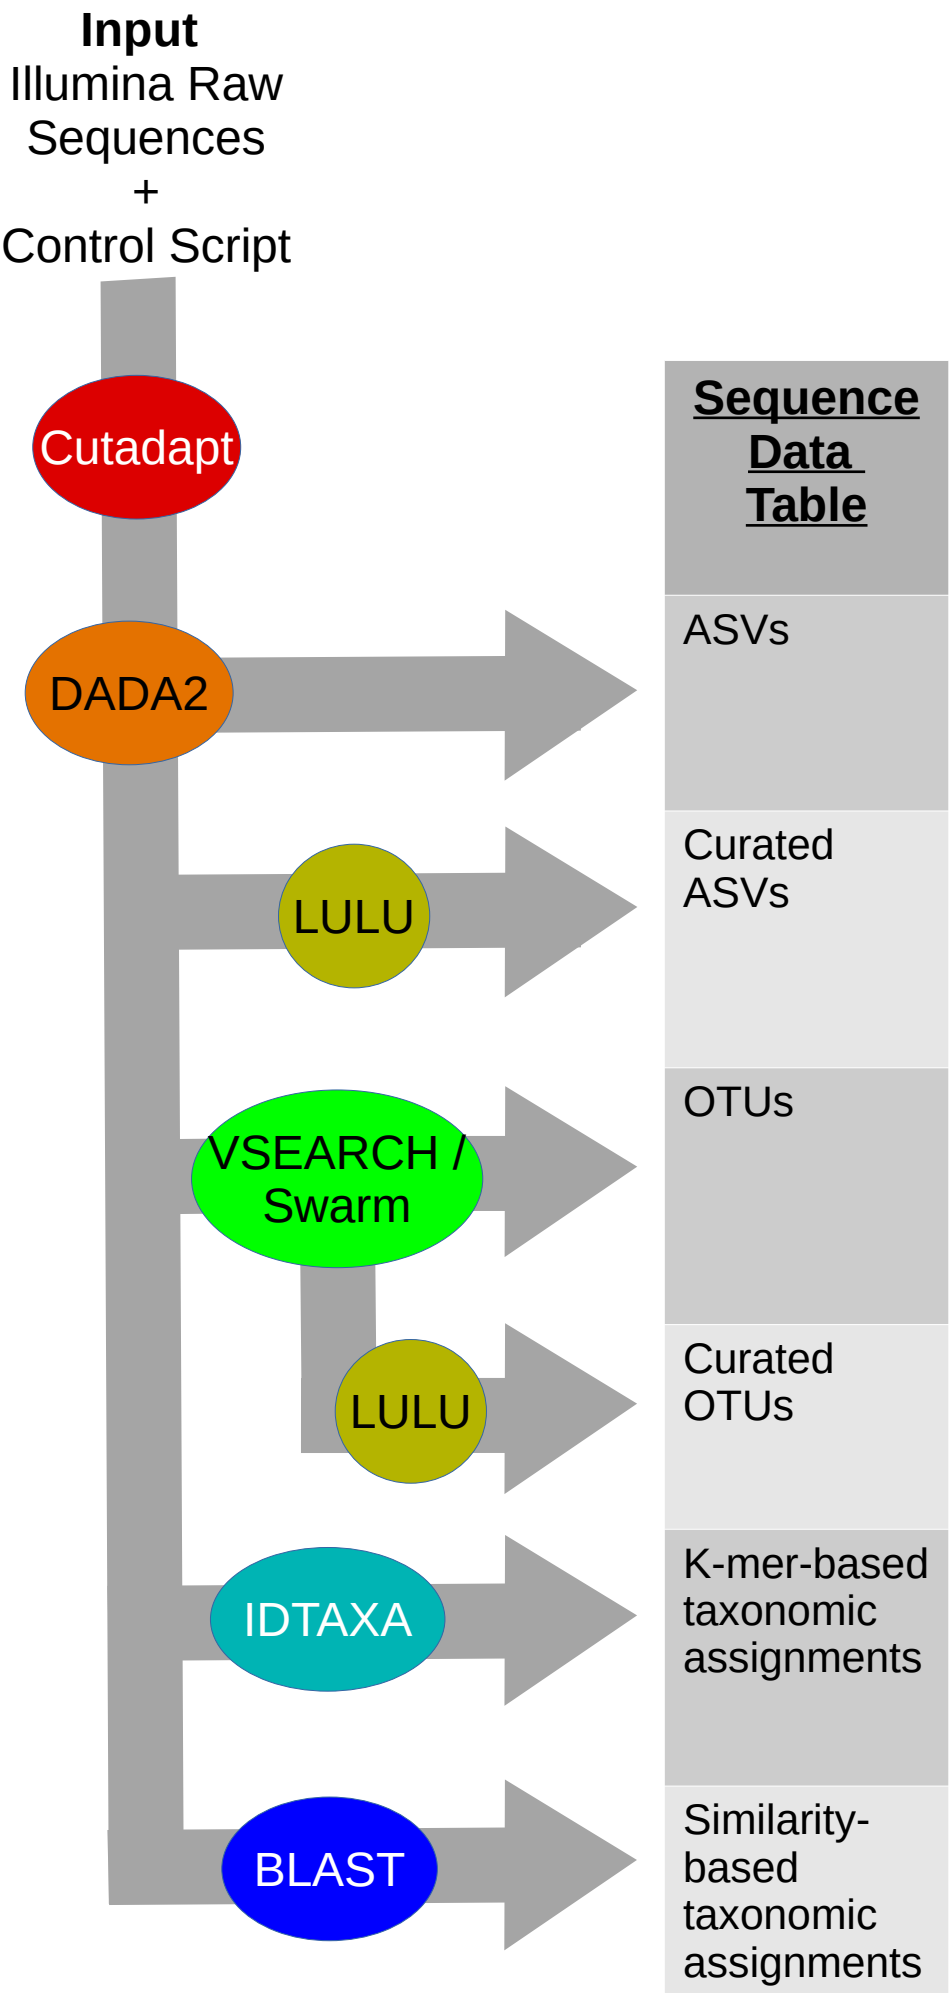 Input
Illumina Raw
Sequences
+
Control Script
Cutadapt
Sequence
Data
Table
DADA2
ASVs
LULU
Curated
ASVs
VSEARCH /
Swarm
OTUs
LULU
Curated
OTUs
IDTAXA
K-mer-based
taxonomic
assignments
BLAST
Similarity-
based
taxonomic
assignments